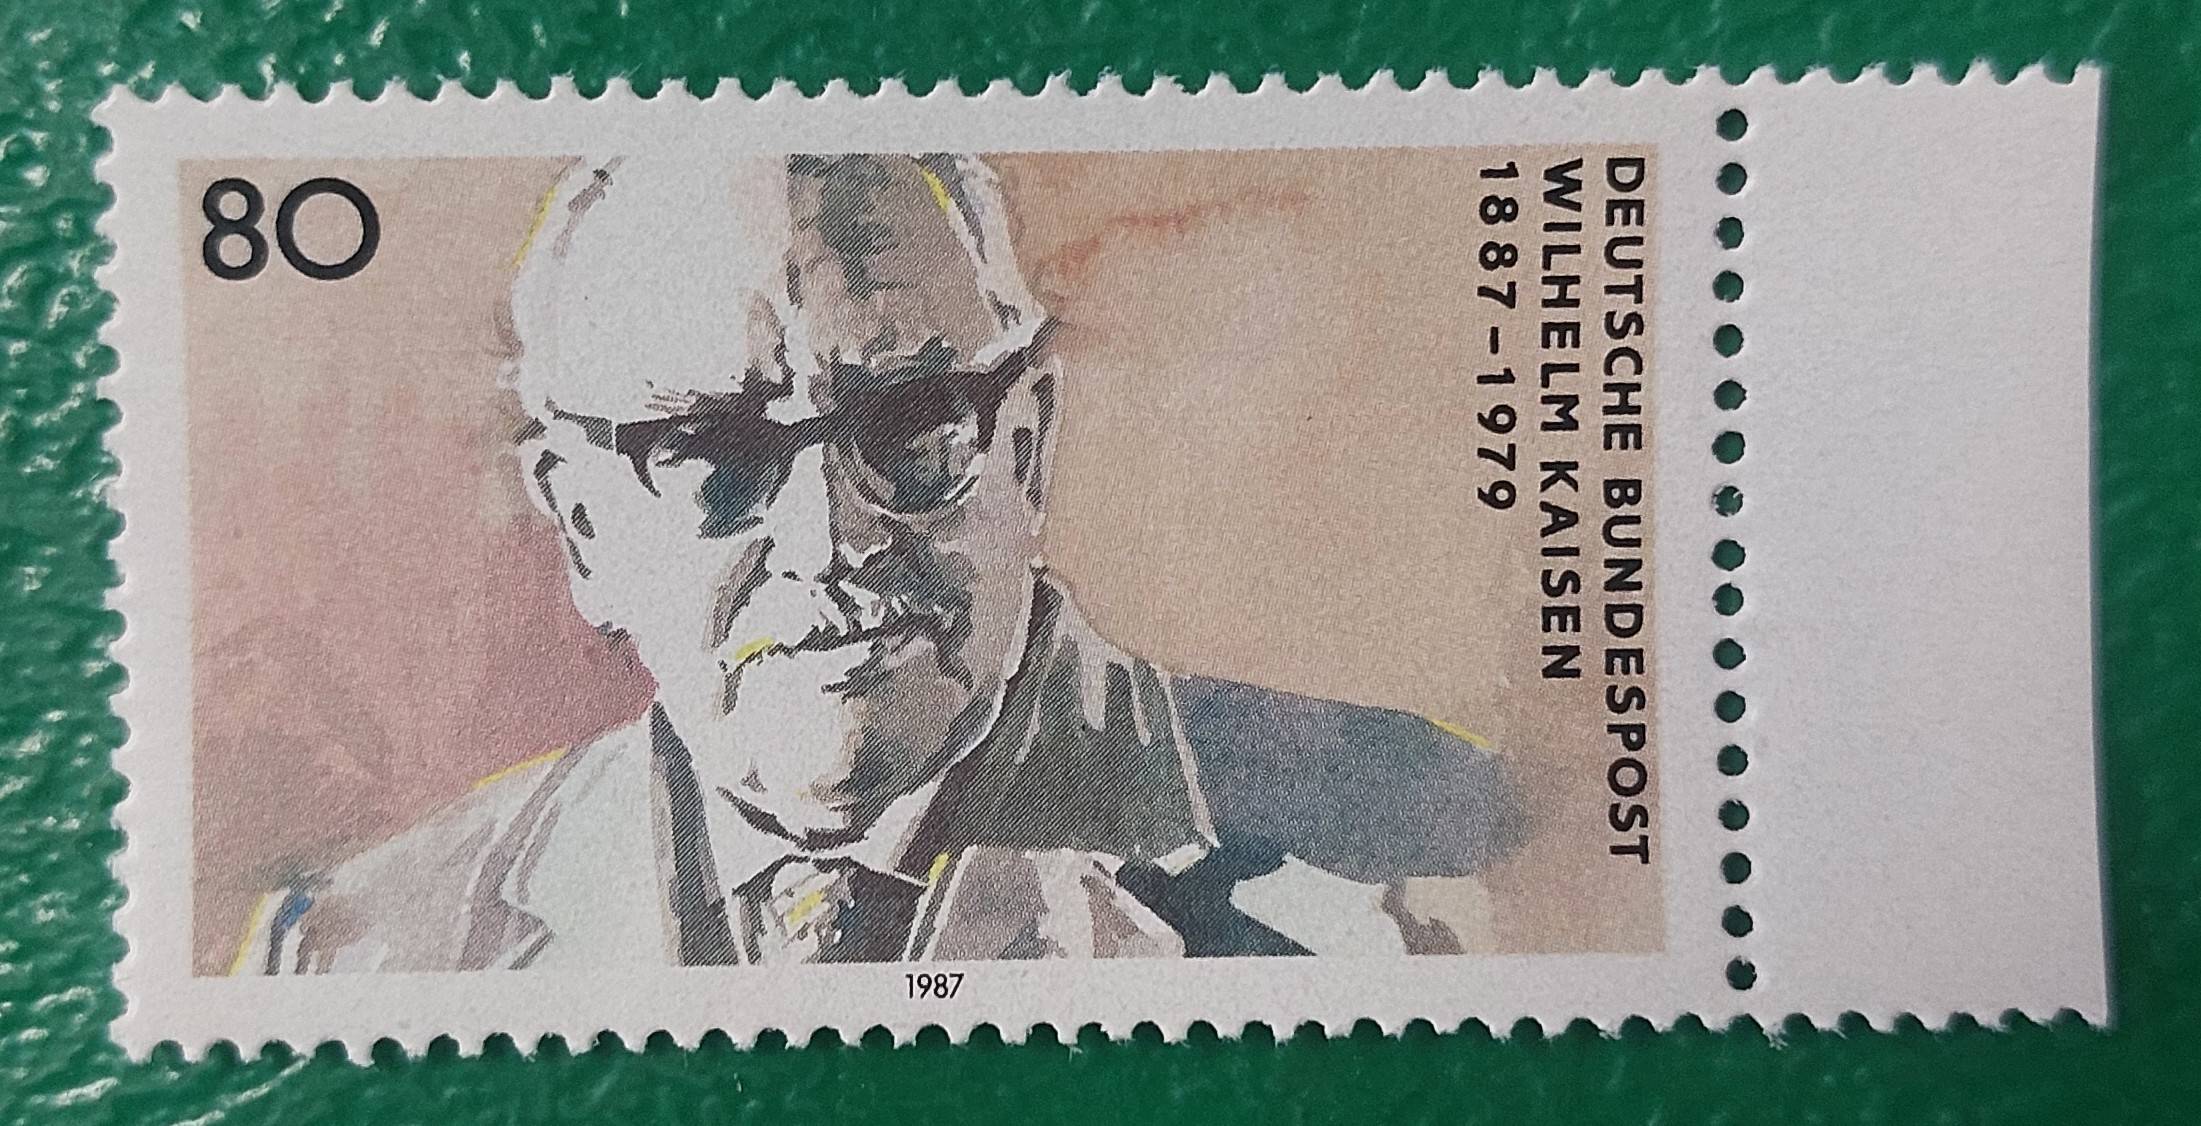 80
DEUTSCHE BUNDESPOST
WILHELM KAISEN
1887-1979
1987